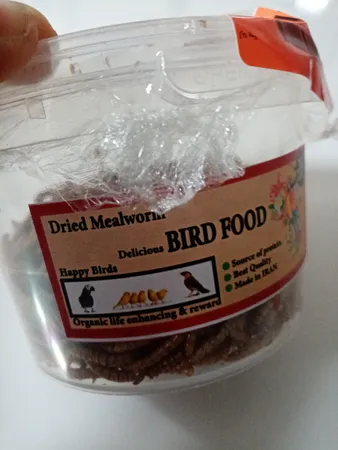 Dried Mealworm
Delicious BIRD FOOD
Happy Birds
Source of protein
Best Quality
Made in IRAN
Organic life enhancing & reward